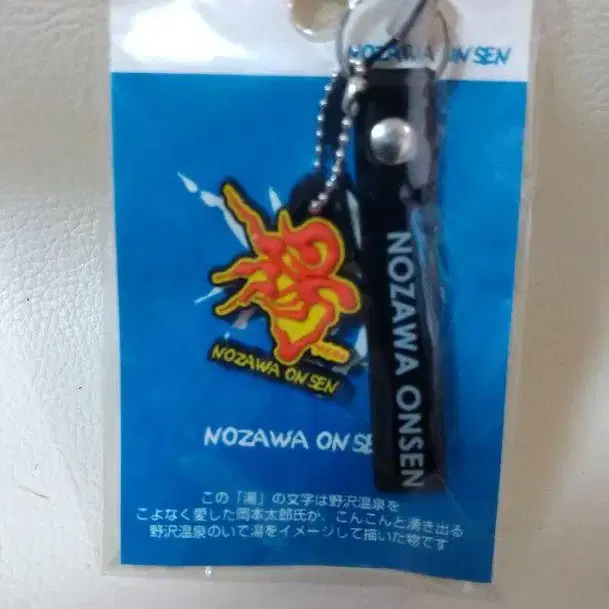 NOZAWA ONSEN
NOZAWA ONSEN
湯
NOZAWA ONSEN
NOZAWA ONSE
この「湯」の文字は野沢温泉を
こよなく愛した岡本太郎氏が、こんこんと湧き出る
野沢温泉のいで湯をイメージして描いた物です